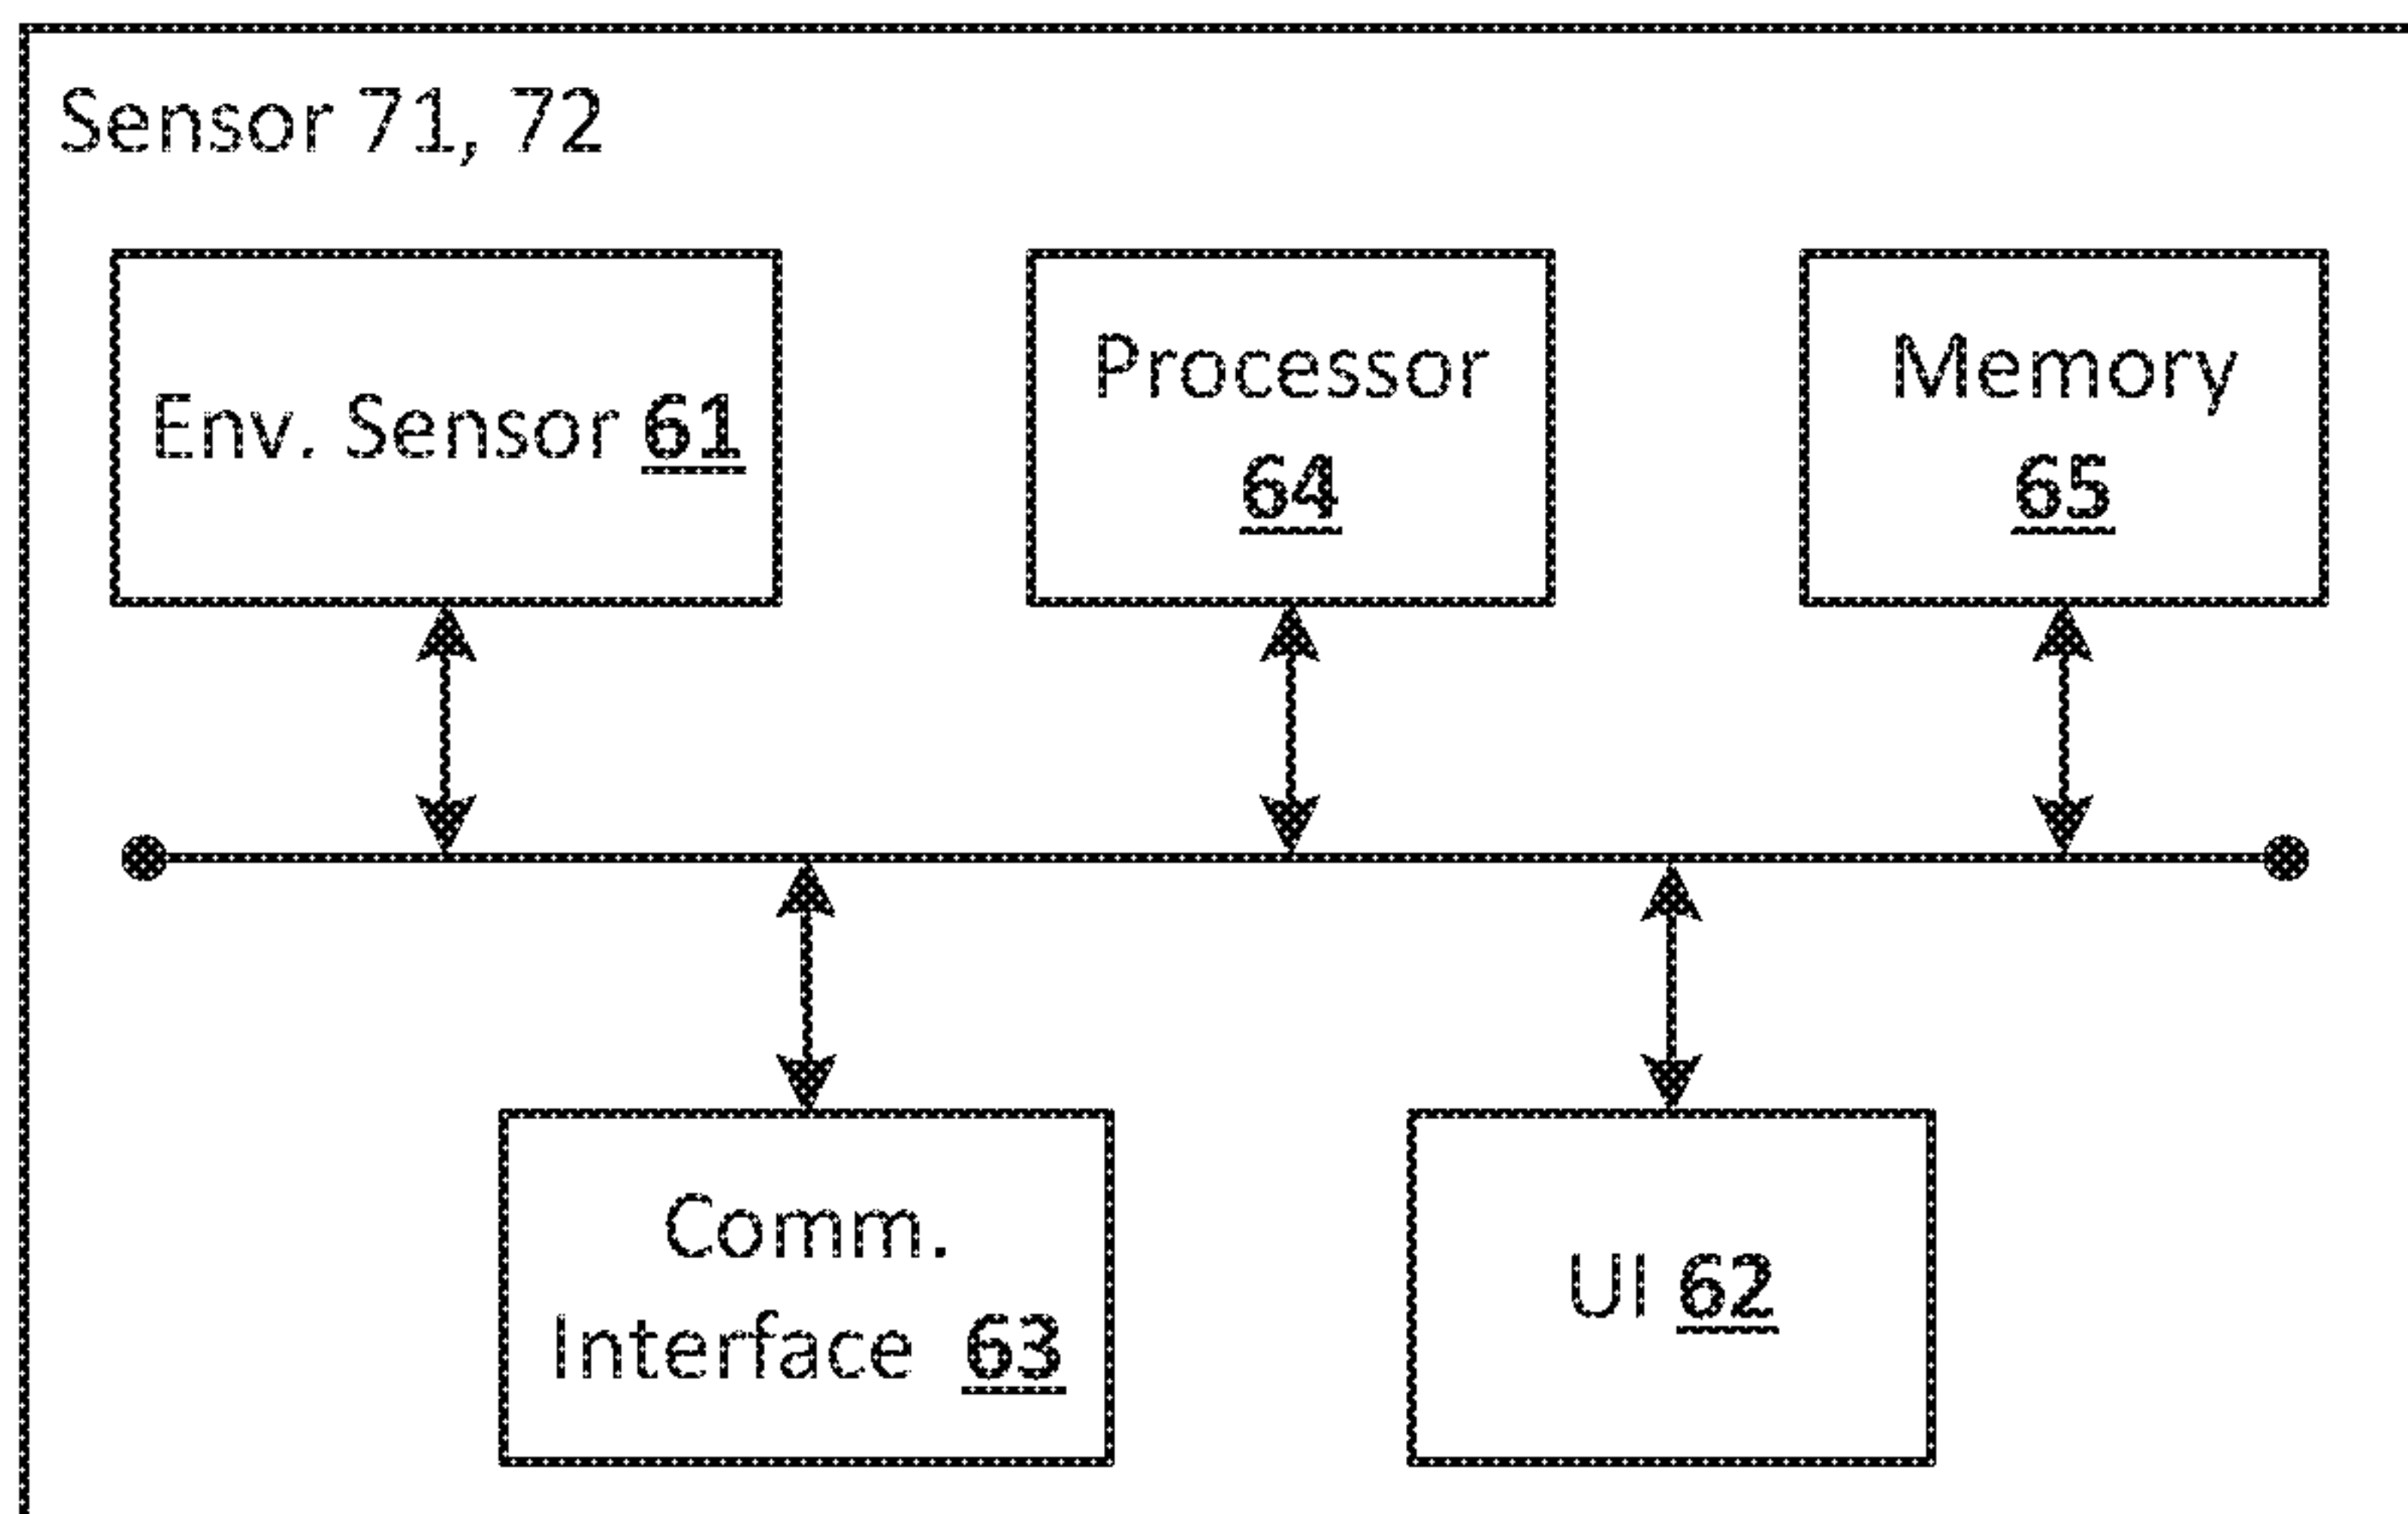 Sensor 71, 72
Env. Sensor 61
Processor
64
Memory
65
Comm.
Interface 63
UI 62